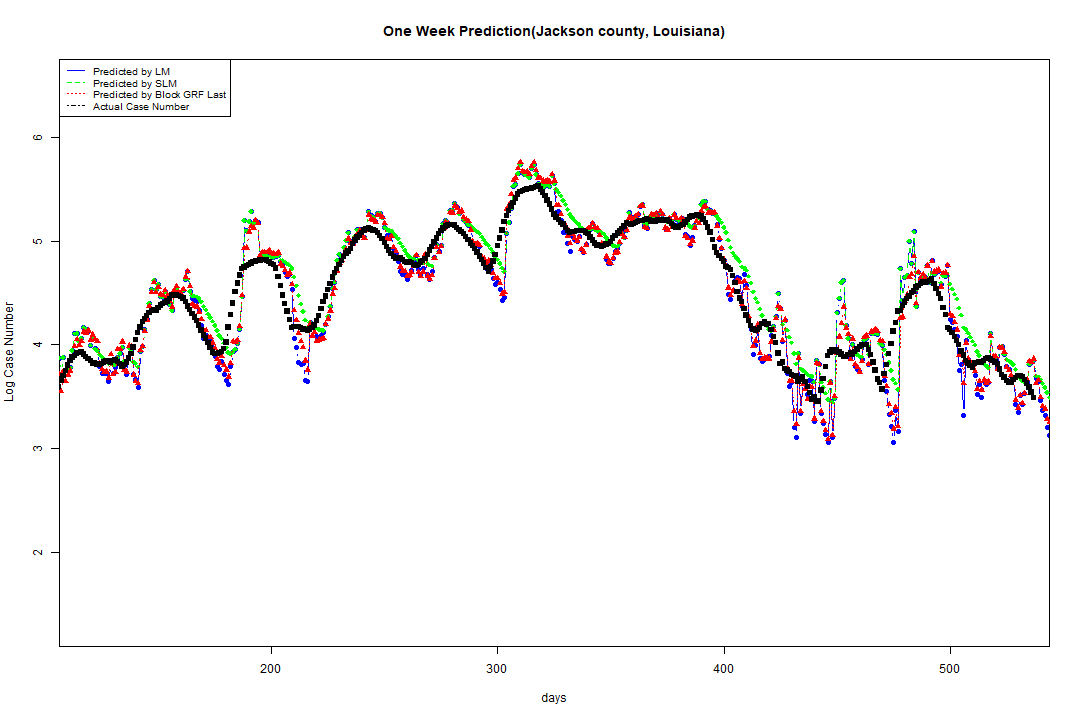 One Week Prediction(Jackson county, Louisiana)
Predicted by LM
Predicted by SLM
Predicted by Block GRF Last
Actual Case Number
6
5
4
3
2
Log Case Number
200
300
400
500
days